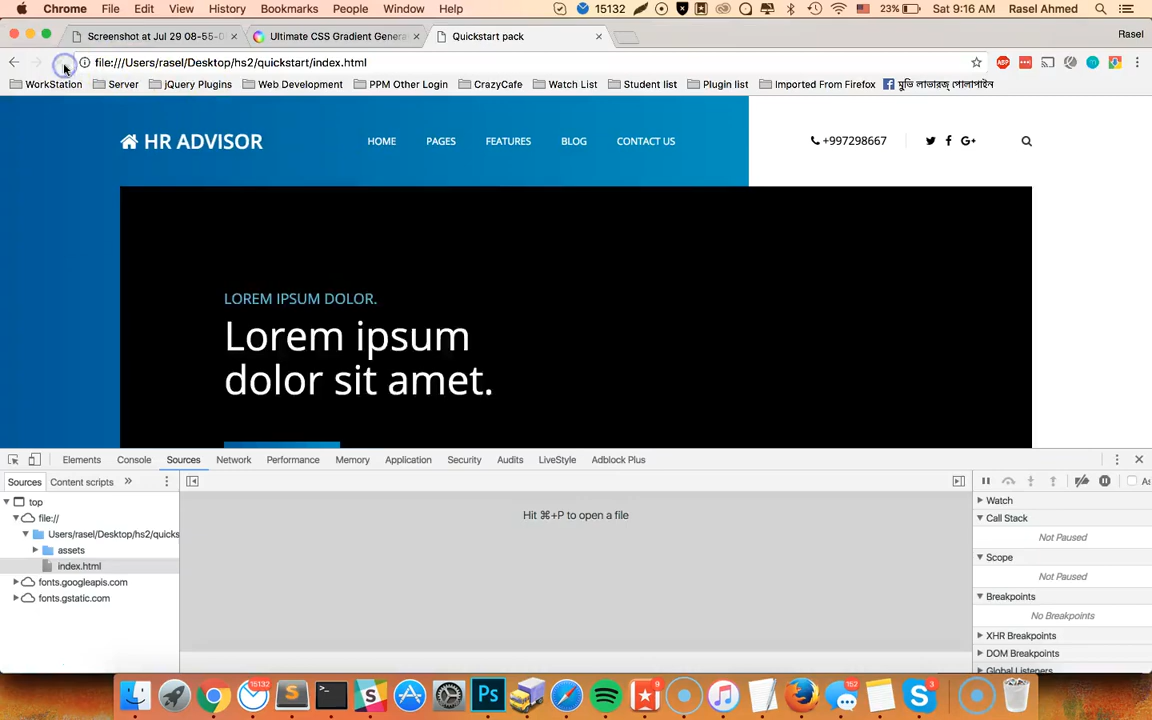 Chrome File Edit View History Bookmarks People Window Help 15132 23% Sat 9:16 AM Rasel Ahmed
Screenshot at Jul 29 08-55-0 Ultimate CSS Gradient Genera Quickstart pack Rasel
file:///Users/rasel/Desktop/hs2/quickstart/index.html
WorkStation Server jQuery Plugins Web Development PPM Other Login CrazyCafe Watch List Student list Plugin list Imported From Firefox মুভি লাভারজ্ পোলাপাইন
HR ADVISOR HOME PAGES FEATURES BLOG CONTACT US +997298667
LOREM IPSUM DOLOR.
Lorem ipsum
dolor sit amet.
Elements Console Sources Network Performance Memory Application Security Audits LiveStyle Adblock Plus
Sources Content scripts » As
top
Hit ⌘+P to open a file
Watch
Call Stack
Not Paused
Scope
Not Paused
Breakpoints
No Breakpoints
XHR Breakpoints
DOM Breakpoints
Global Listeners
file://
Users/rasel/Desktop/hs2/quicks
assets
index.html
fonts.googleapis.com
fonts.gstatic.com
15132
9
152
3